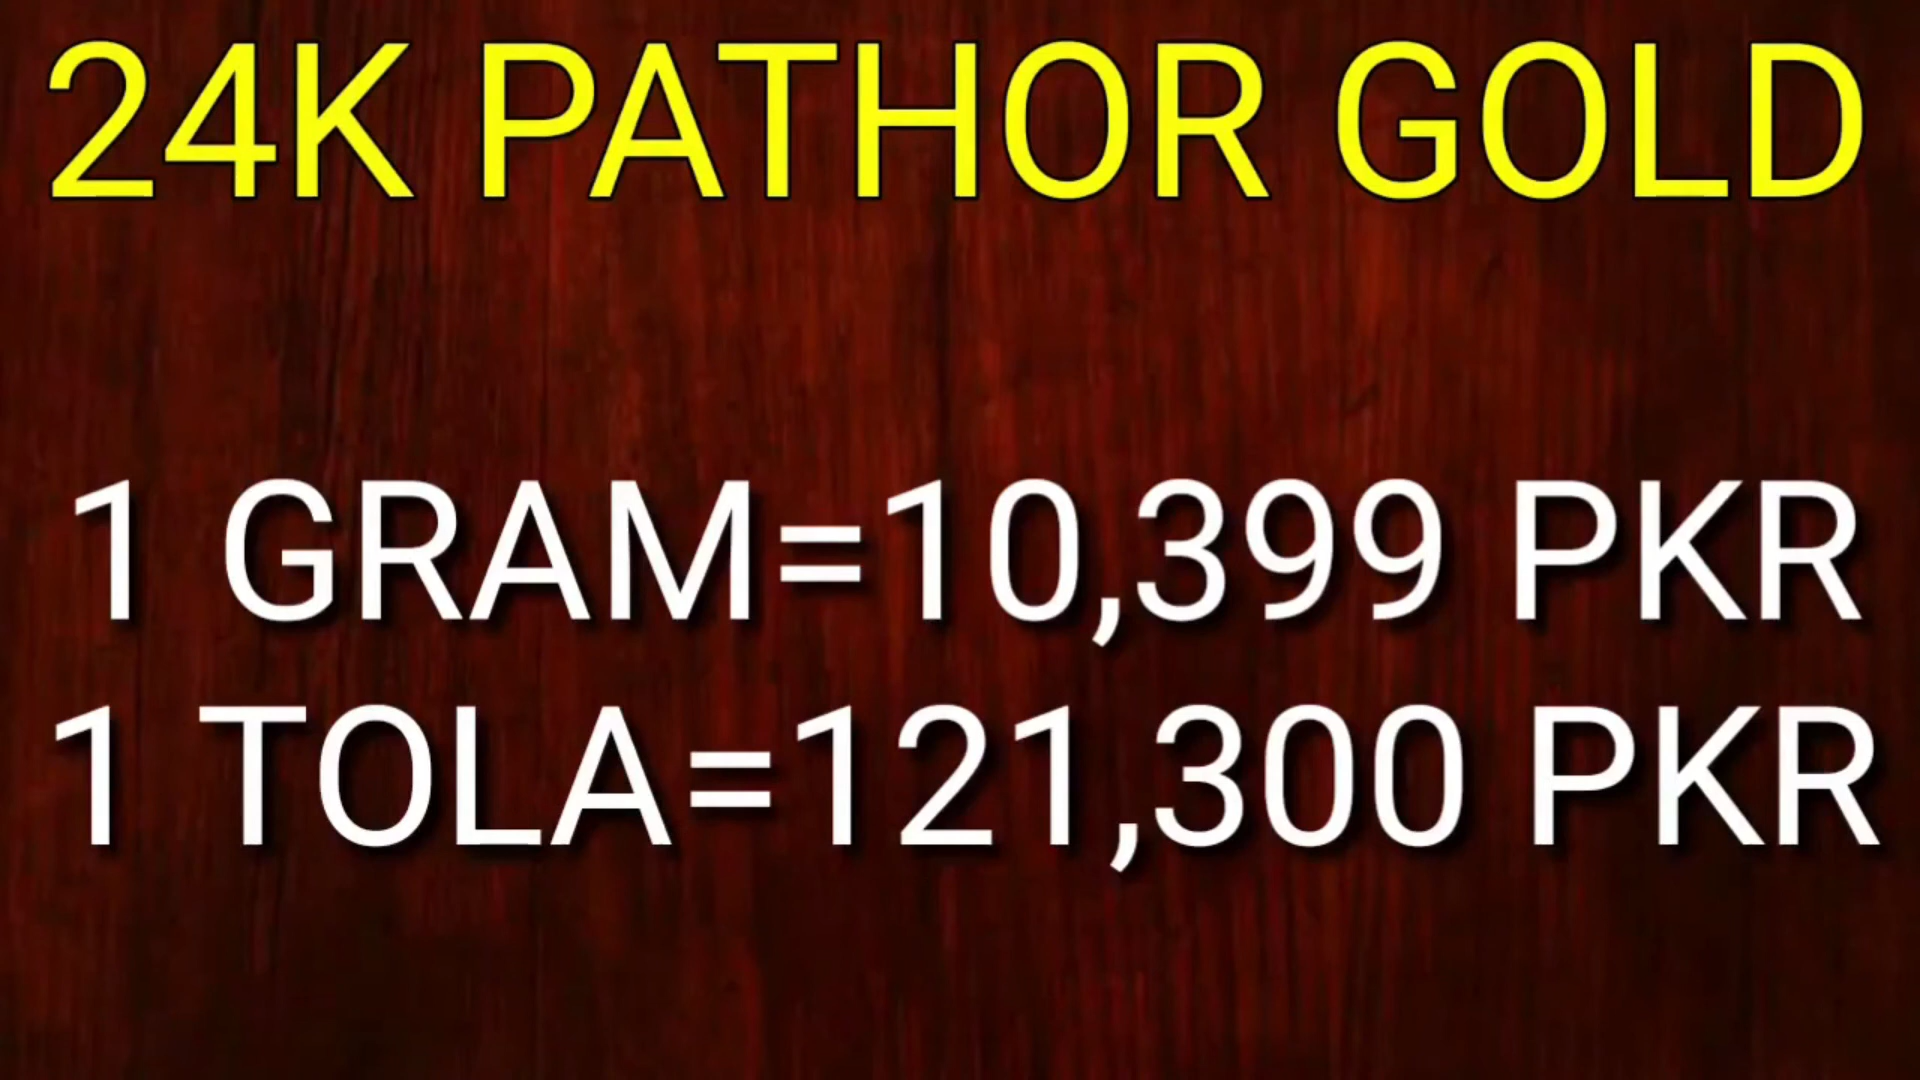 24K PATHOR GOLD
1 GRAM=10,399 PKR
1 TOLA=121,300 PKR